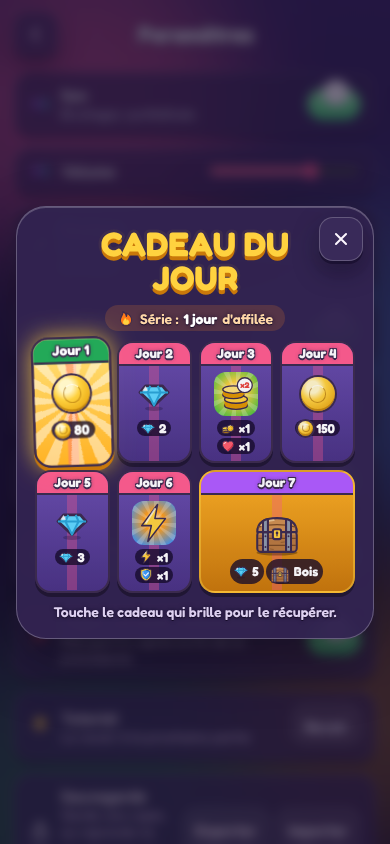 Paramètres
CADEAU DU
JOUR
Série : 1 jour d'affilée
Jour 1
80
Jour 2
2
Jour 3
x2
x1
x1
Jour 4
150
Jour 5
3
Jour 6
x1
x1
Jour 7
5
Bois
Touche le cadeau qui brille pour le récupérer.